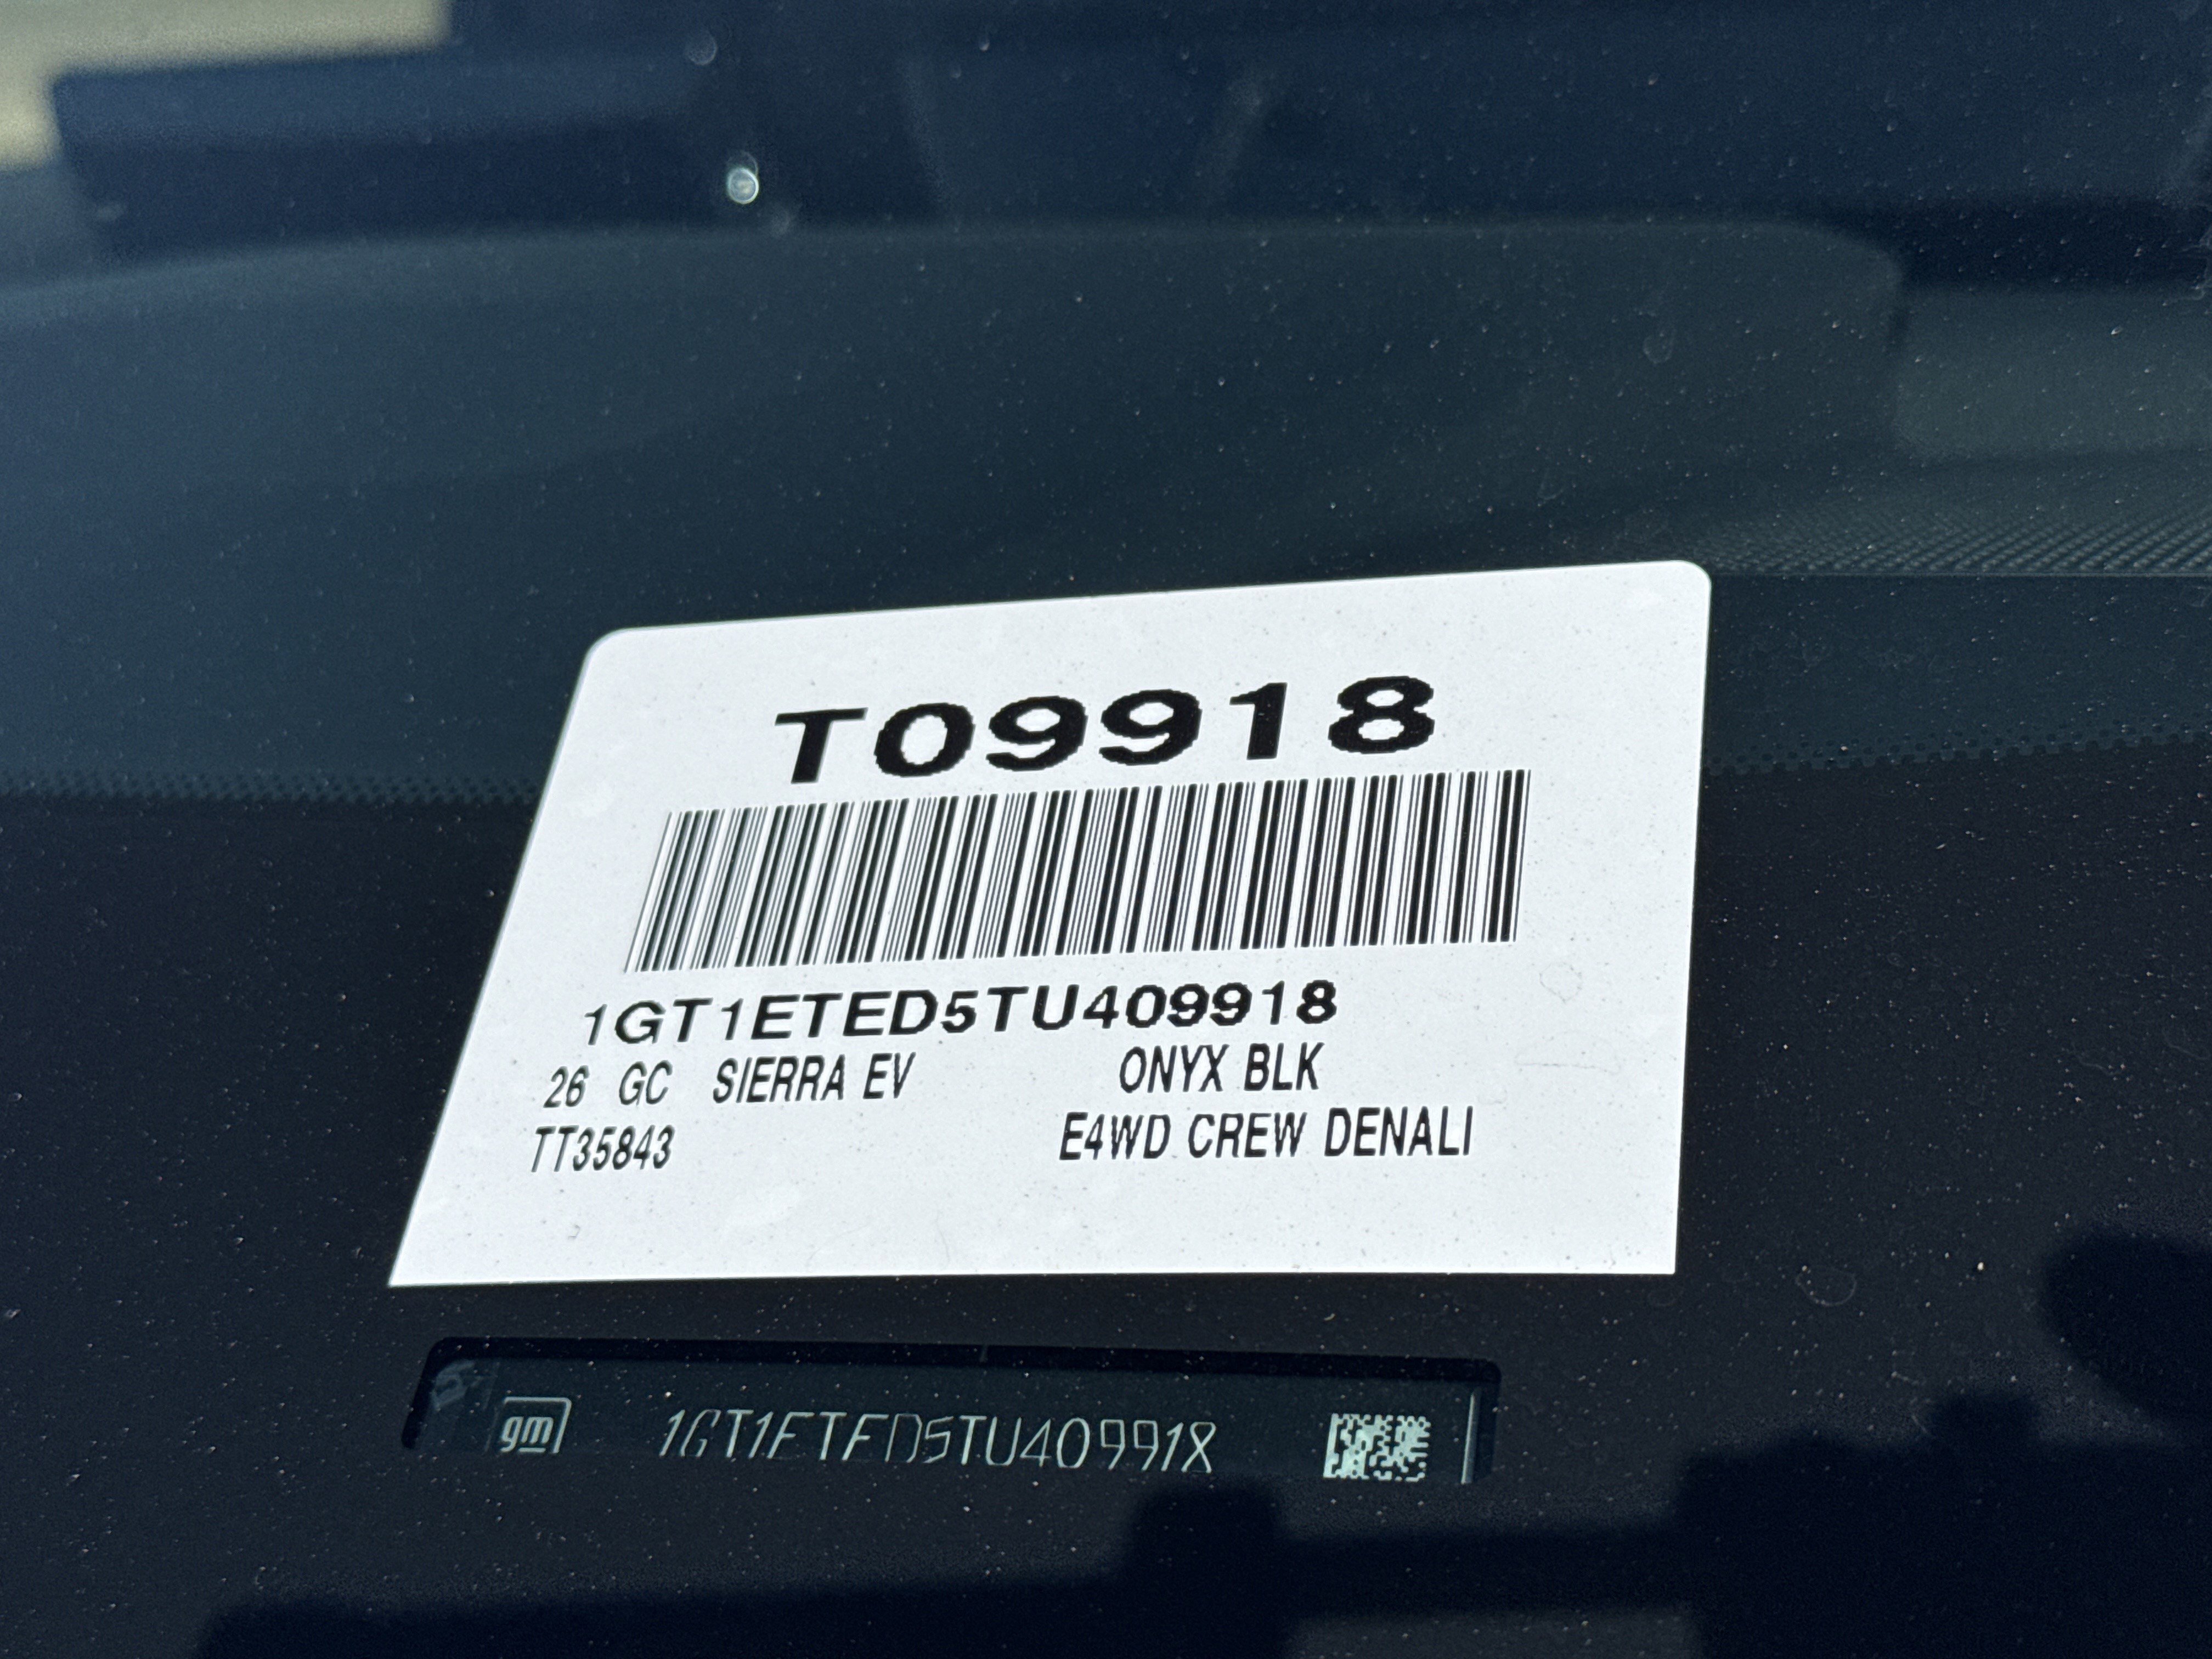 T09918
1GT1ETED5TU409918
26 GC SIERRA EV ONYX BLK
TT35843 E4WD CREW DENALI
gm 1GT1ETED5TU409918